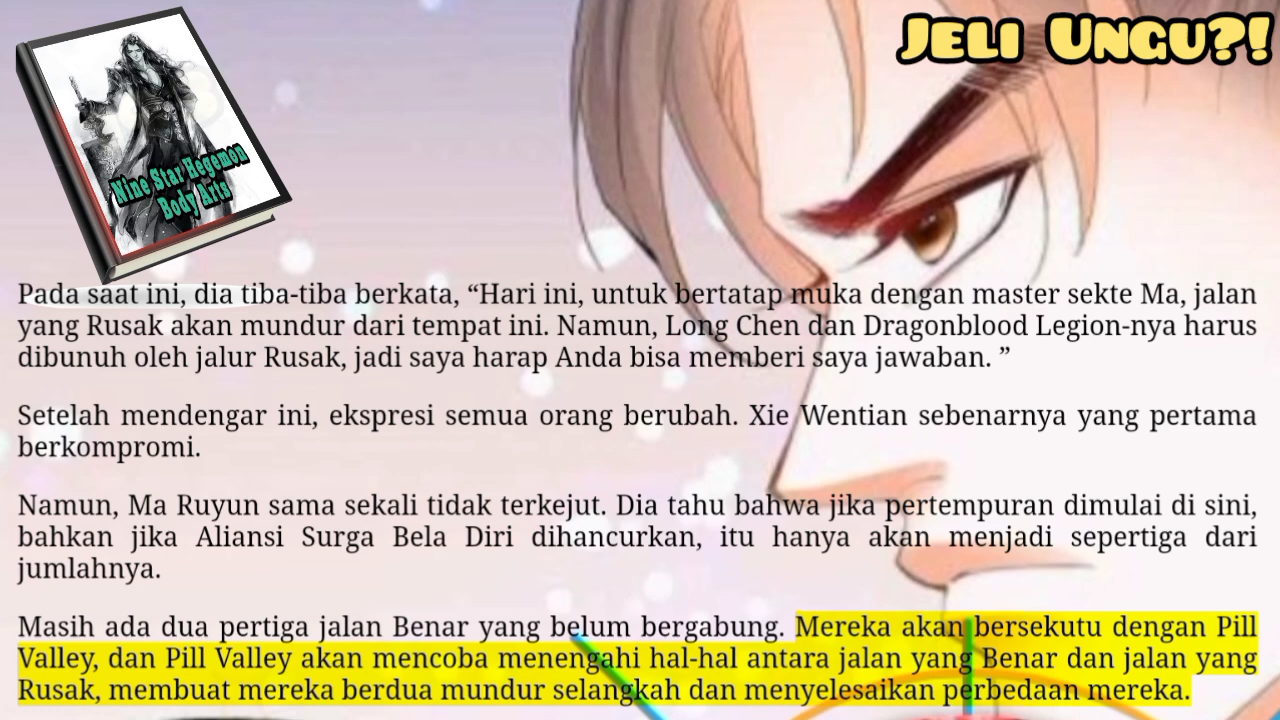 Jeli Ungu?!
Nine Star Hegemon
Body Arts
Pada saat ini, dia tiba-tiba berkata, “Hari ini, untuk bertatap muka dengan master sekte Ma, jalan
yang Rusak akan mundur dari tempat ini. Namun, Long Chen dan Dragonblood Legion-nya harus
dibunuh oleh jalur Rusak, jadi saya harap Anda bisa memberi saya jawaban. ”
Setelah mendengar ini, ekspresi semua orang berubah. Xie Wentian sebenarnya yang pertama
berkompromi.
Namun, Ma Ruyun sama sekali tidak terkejut. Dia tahu bahwa jika pertempuran dimulai di sini,
bahkan jika Aliansi Surga Bela Diri dihancurkan, itu hanya akan menjadi sepertiga dari
jumlahnya.
Masih ada dua pertiga jalan Benar yang belum bergabung. Mereka akan bersekutu dengan Pill
Valley, dan Pill Valley akan mencoba menengahi hal-hal antara jalan yang Benar dan jalan yang
Rusak, membuat mereka berdua mundur selangkah dan menyelesaikan perbedaan mereka.